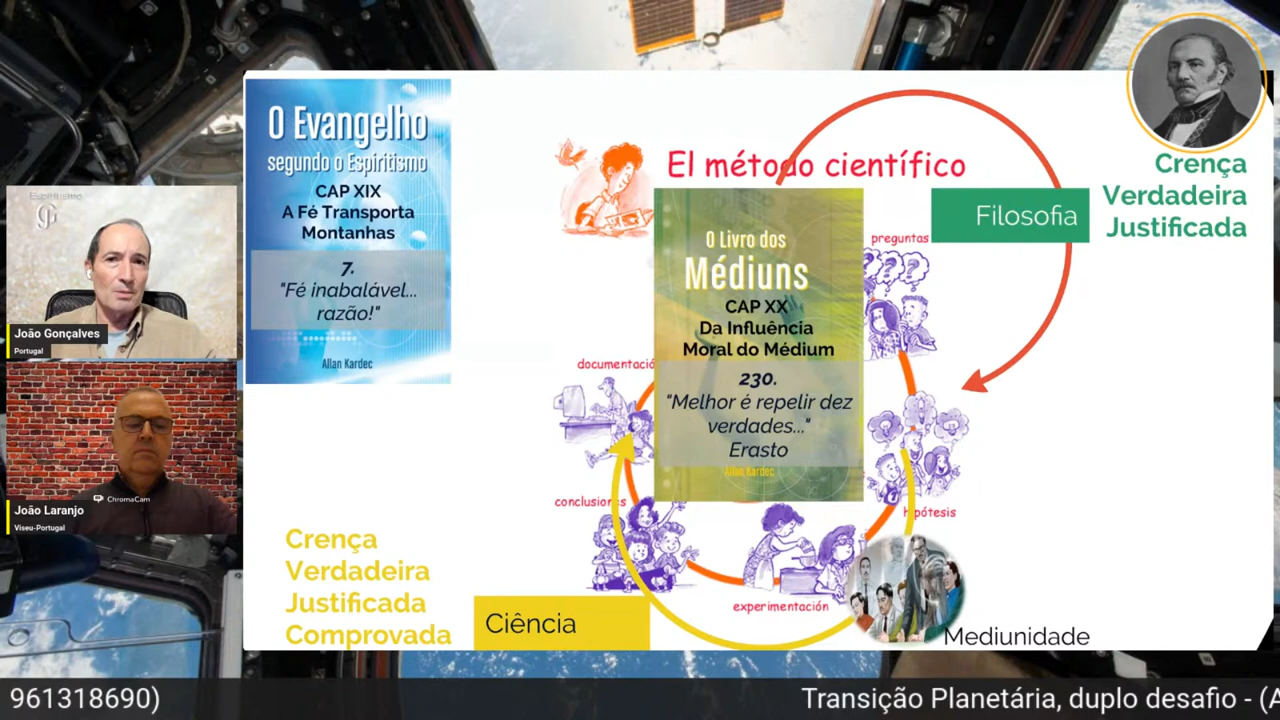 O Evangelho
segundo o Espiritismo
CAP XIX
A Fé Transporta
Montanhas
7.
"Fé inabalável...
razão!"
Allan Kardec
Espiritismo
João Gonçalves
Portugal
ChromaCam
João Laranjo
Viseu-Portugal
El método científico
O Livro dos
Médiuns
CAP XX
Da Influência
Moral do Médium
230.
"Melhor é repelir dez
verdades..."
Erasto
Allan Kardec
preguntas
Filosofia
Crença
Verdadeira
Justificada
documentació
conclusiones
hipótesis
experimentación
Crença
Verdadeira
Justificada
Comprovada
Ciência
Mediunidade
961318690)
Transição Planetária, duplo desafio - (A